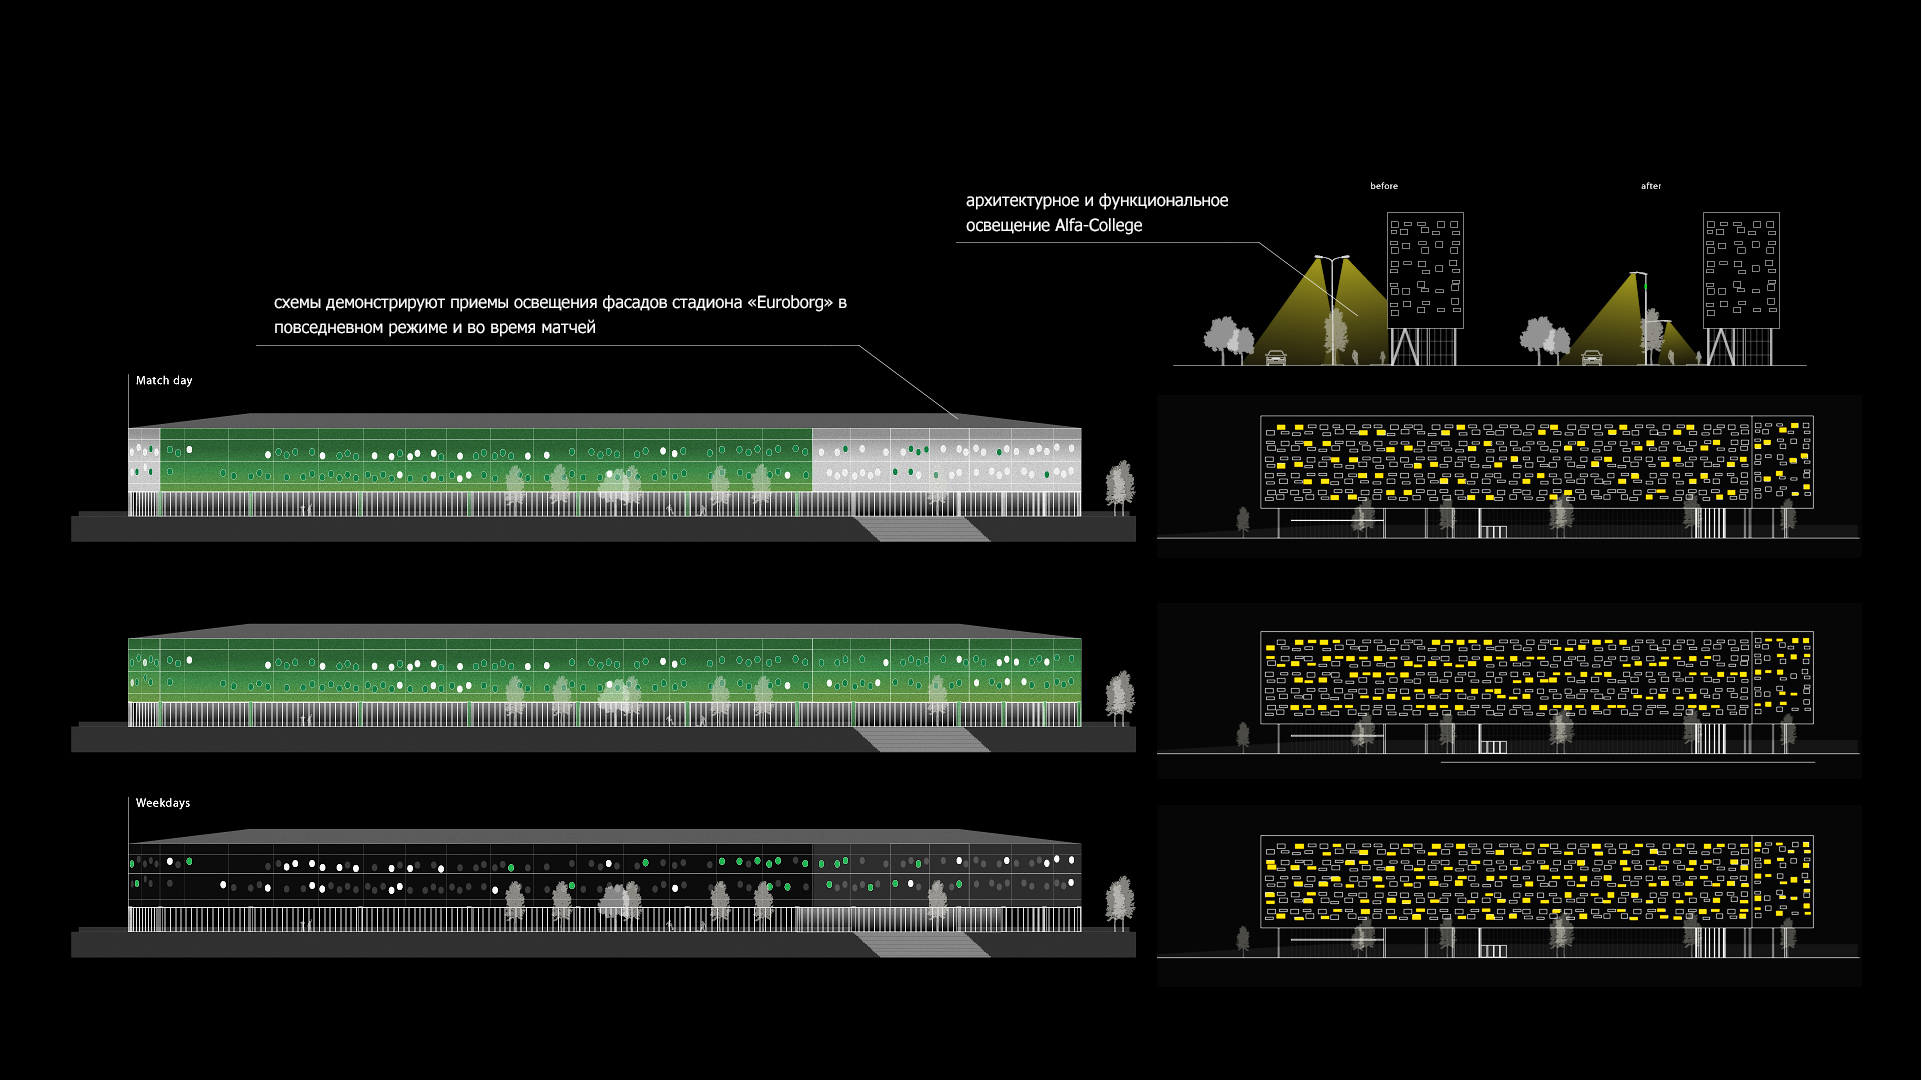 before
after
архитектурное и функциональное
освещение Alfa-College
схемы демонстрируют приемы освещения фасадов стадиона «Euroborg» в
повседневном режиме и во время матчей
Match day
Weekdays